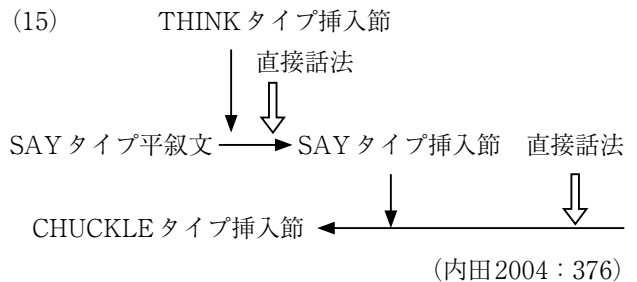 (15) THINKタイプ挿入節
直接話法
SAYタイプ平叙文 SAYタイプ挿入節 直接話法
CHUCKLEタイプ挿入節
(内田2004：376)